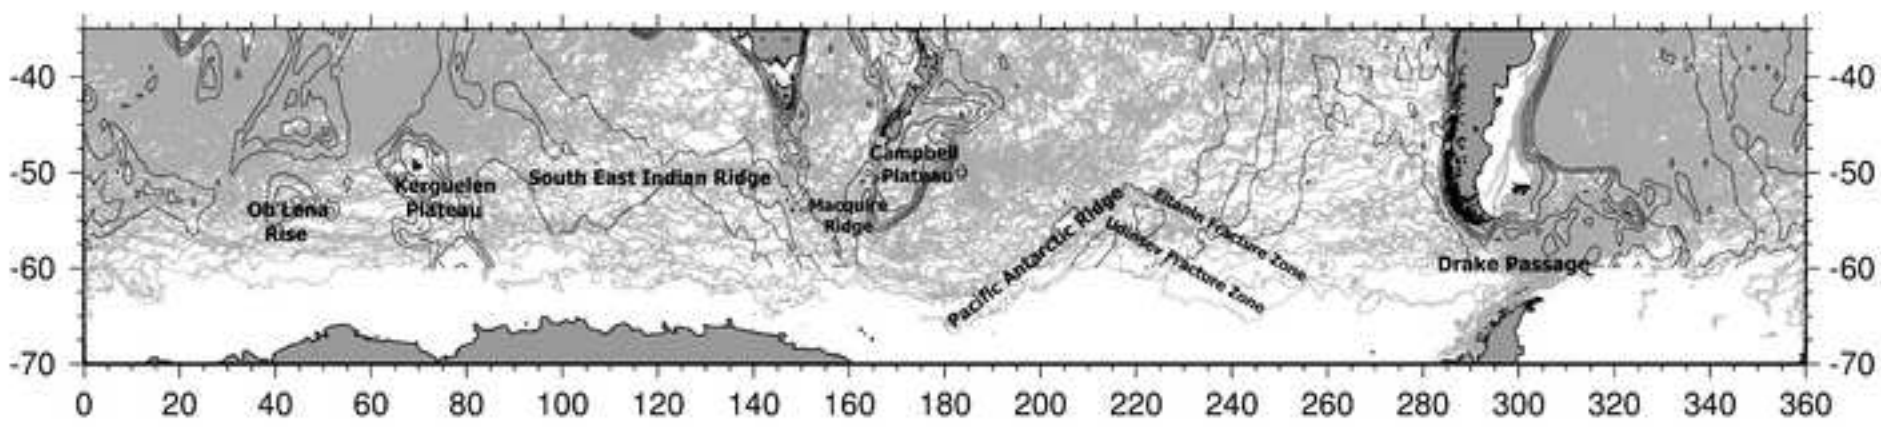 -40
-50
-60
-70
South East Indian Ridge
Kerguelen
Plateau
Ob Lena
Rise
Macquire
Ridge
Campbell
Plateau
Pacific Antarctic Ridge
Eltanin Fracture Zone
Udintsev Fracture Zone
Drake Passage
-40
-50
-60
-70
0 20 40 60 80 100 120 140 160 180 200 220 240 260 280 300 320 340 360